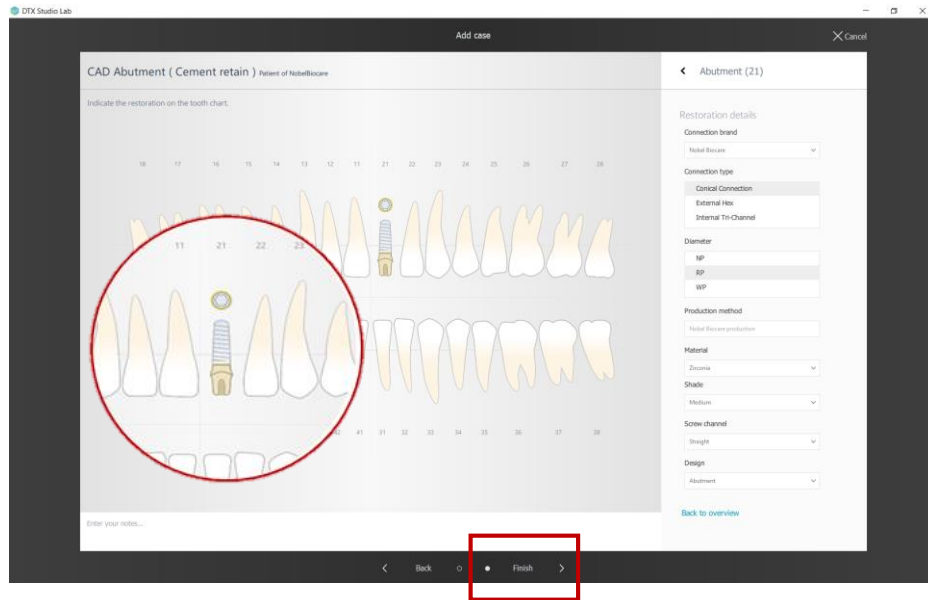 DTX Studio Lab
Add case
Cancel
CAD Abutment ( Cement retain ) Patient of NobelBiocare
Abutment (21)
Indicate the restoration on the tooth chart.
18 17 16 15 14 13 12 11 21 22 23 24 25 26 27 28
11 21 22 23
42 41 31 32 33 34 35 36 37 38
Enter your notes...
Restoration details
Connection brand
Nobel Biocare
Connection type
Conical Connection
External Hex
Internal Tri-Channel
Diameter
NP
RP
WP
Production method
Nobel Biocare production
Material
Zirconia
Shade
Medium
Screw channel
Straight
Design
Abutment
Back to overview
Back
Finish